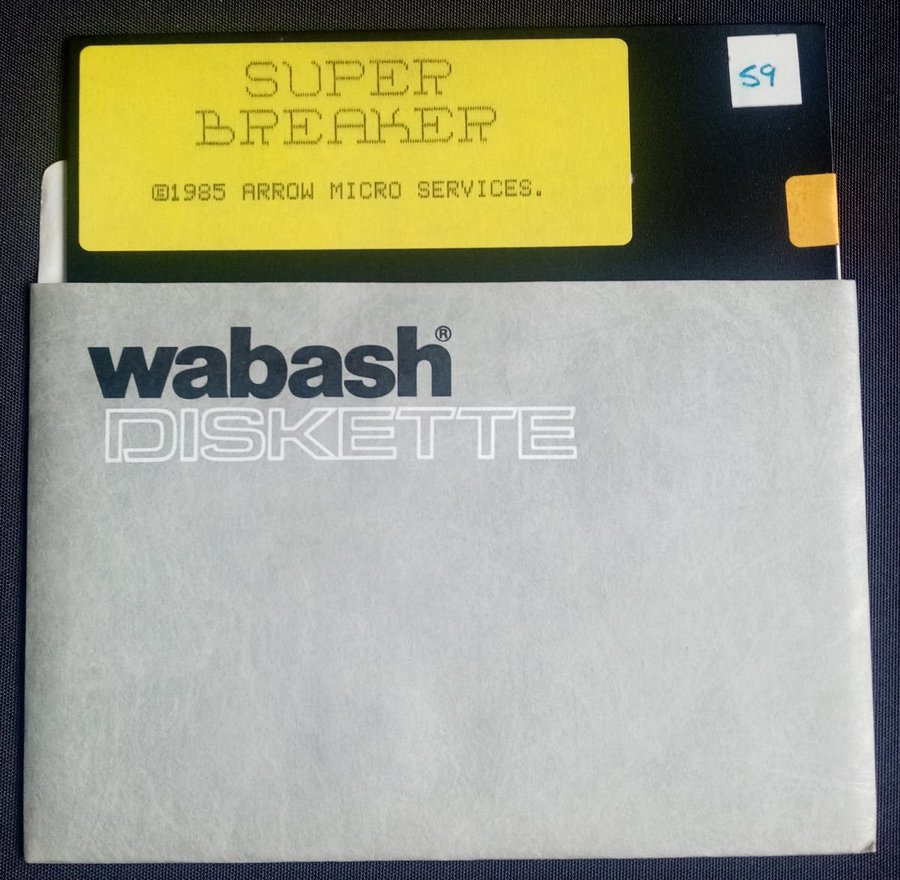 SUPER
BREAKER
©1985 ARROW MICRO SERVICES.
59
wabash®
DISKETTE